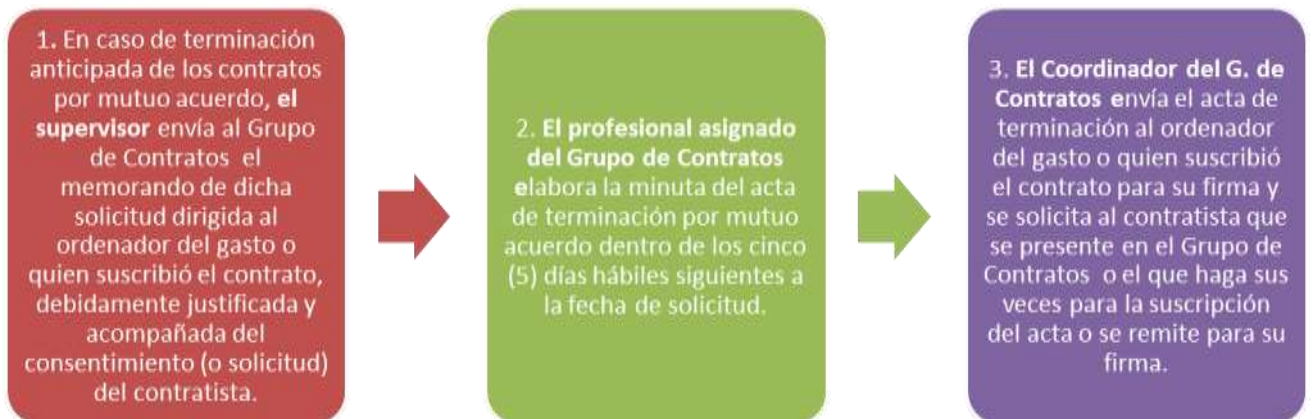 1. En caso de terminación
anticipada de los contratos
por mutuo acuerdo, el
supervisor envía al Grupo
de Contratos el
memorando de dicha
solicitud dirigida al
ordenador del gasto o
quien suscribió el contrato,
debidamente justificada y
acompañada del
consentimiento (o solicitud)
del contratista.
2. El profesional asignado
del Grupo de Contratos
elabora la minuta del acta
de terminación por mutuo
acuerdo dentro de los cinco
(5) días hábiles siguientes a
la fecha de solicitud.
3. El Coordinador del G. de
Contratos envía el acta de
terminación al ordenador
del gasto o quien suscribió
el contrato para su firma y
se solicita al contratista que
se presente en el Grupo de
Contratos o el que haga sus
veces para la suscripción
del acta o se remite para su
firma.